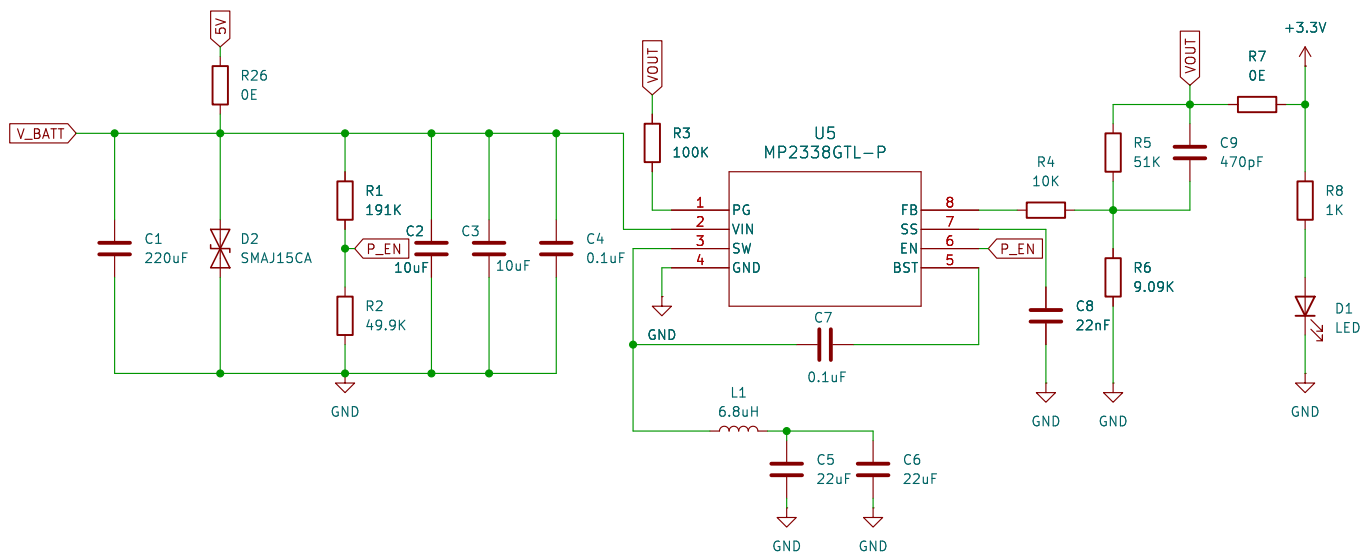 5V
R26
0E
V_BATT
C1
220uF
D2
SMAJ15CA
R1
191K
P_EN
R2
49.9K
GND
C2
10uF
C3
10uF
C4
0.1uF
VOUT
R3
100K
U5
MP2338GTL-P
1 PG
2 VIN
3 SW
4 GND
FB 8
SS 7
EN 6
BST 5
P_EN
GND
C7
0.1uF
L1
6.8uH
C5
22uF
C6
22uF
GND
GND
R4
10K
C8
22nF
GND
VOUT
R5
51K
C9
470pF
R6
9.09K
GND
R7
0E
+3.3V
R8
1K
D1
LED
GND